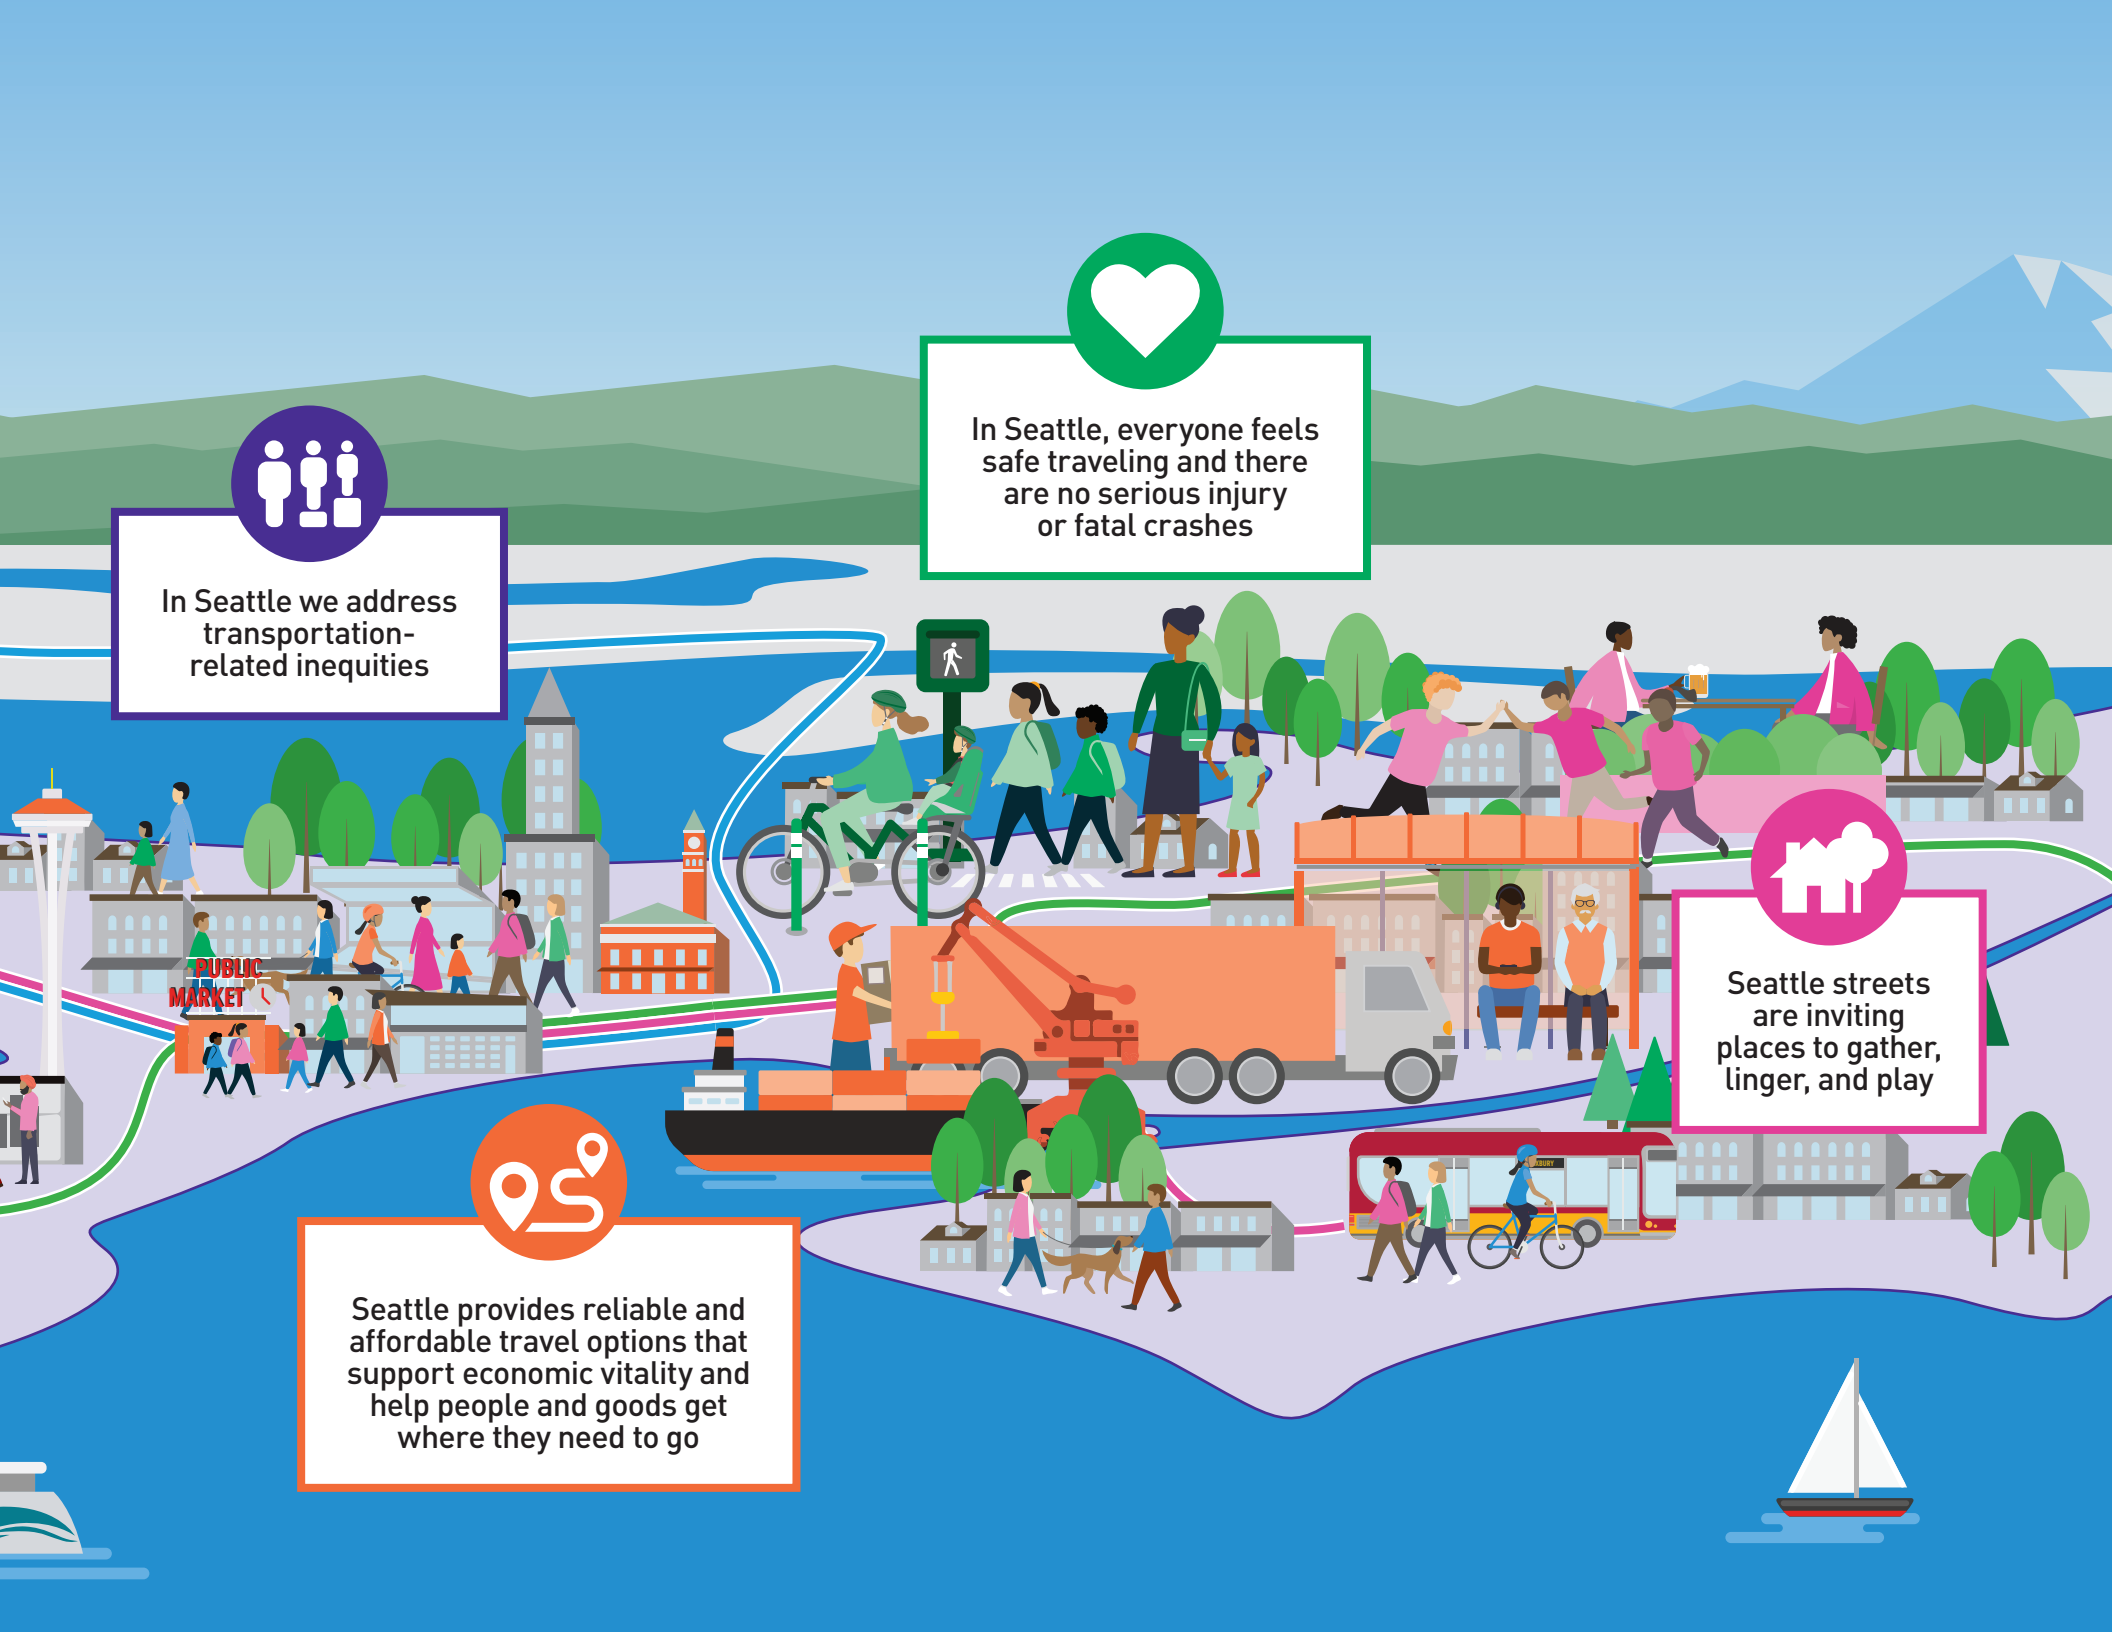 In Seattle, everyone feels
safe traveling and there
are no serious injury
or fatal crashes
In Seattle we address
transportation-
related inequities
PUBLIC
MARKET
Seattle streets
are inviting
places to gather,
linger, and play
Seattle provides reliable and
affordable travel options that
support economic vitality and
help people and goods get
where they need to go